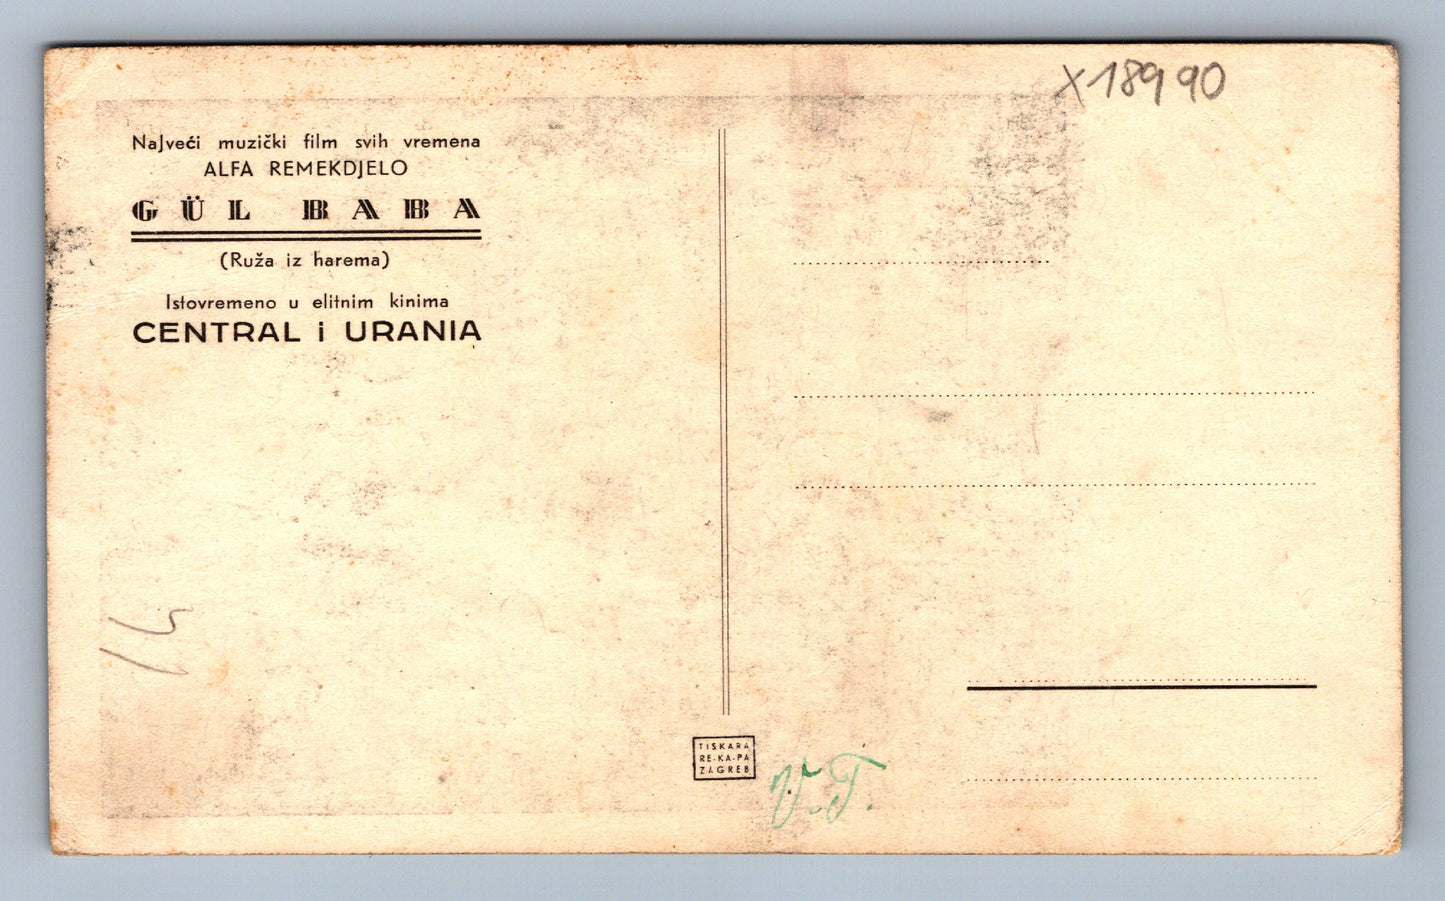 Najveći muzički film svih vremena
ALFA REMEKDJELO
GÜL BABA
(Ruža iz harema)
Istovremeno u elitnim kinima
CENTRAL i URANIA
X18990
14
TISKARA
RE-KA-PA
ZAGREB
V.T.